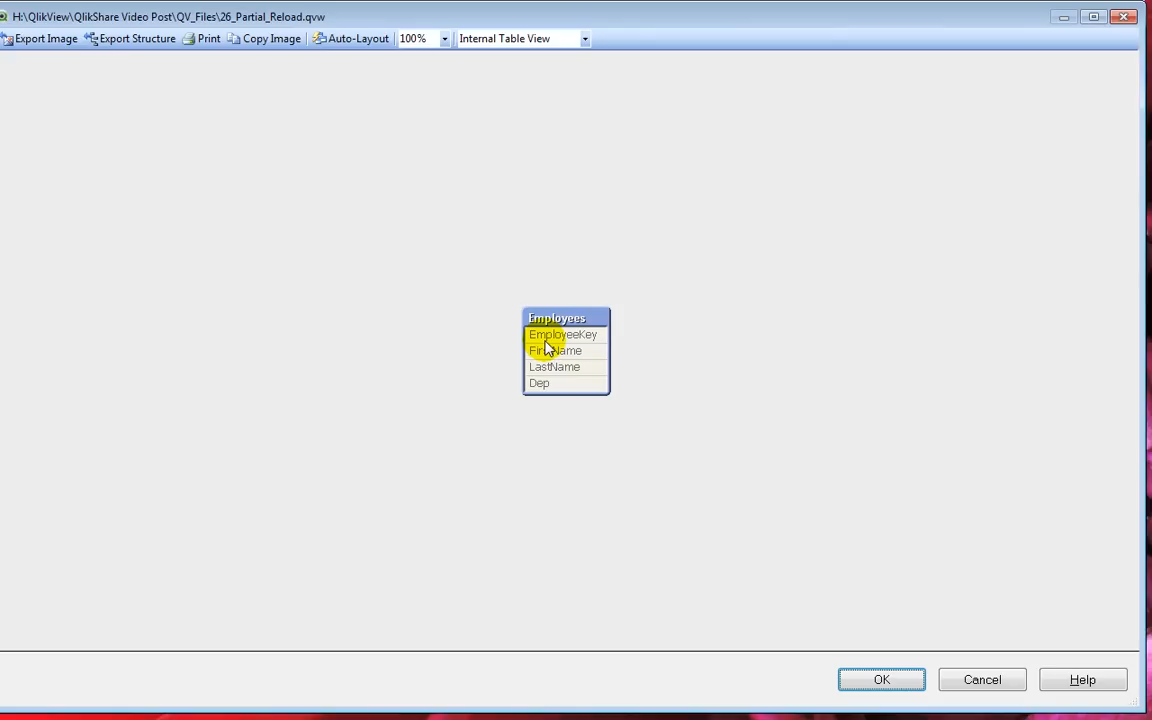 H:\QlikView\QlikShare Video Post\QV_Files\26_Partial_Reload.qvw
Export Image Export Structure Print Copy Image Auto-Layout 100% Internal Table View
Employees
EmployeeKey
FirstName
LastName
Dep
OK Cancel Help